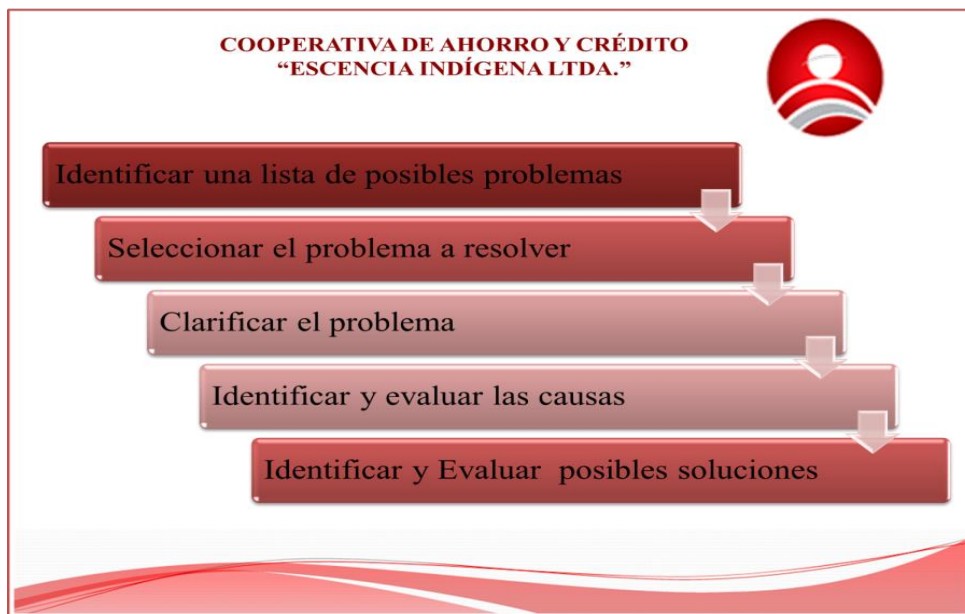 COOPERATIVA DE AHORRO Y CRÉDITO
“ESCENCIA INDÍGENA LTDA.”
Identificar una lista de posibles problemas
Seleccionar el problema a resolver
Clarificar el problema
Identificar y evaluar las causas
Identificar y Evaluar posibles soluciones